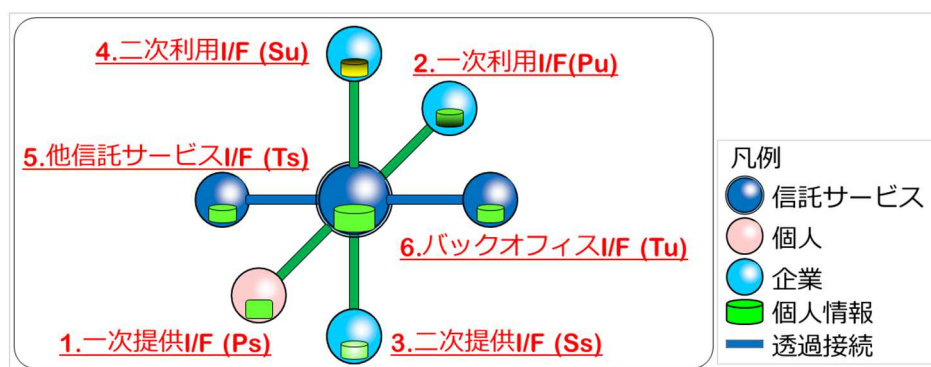 4.二次利用I/F (Su)
2.一次利用I/F(Pu)
5.他信託サービスI/F (Ts)
6.バックオフィスI/F (Tu)
1.一次提供I/F (Ps)
3.二次提供I/F (Ss)
凡例
信託サービス
個人
企業
個人情報
透過接続